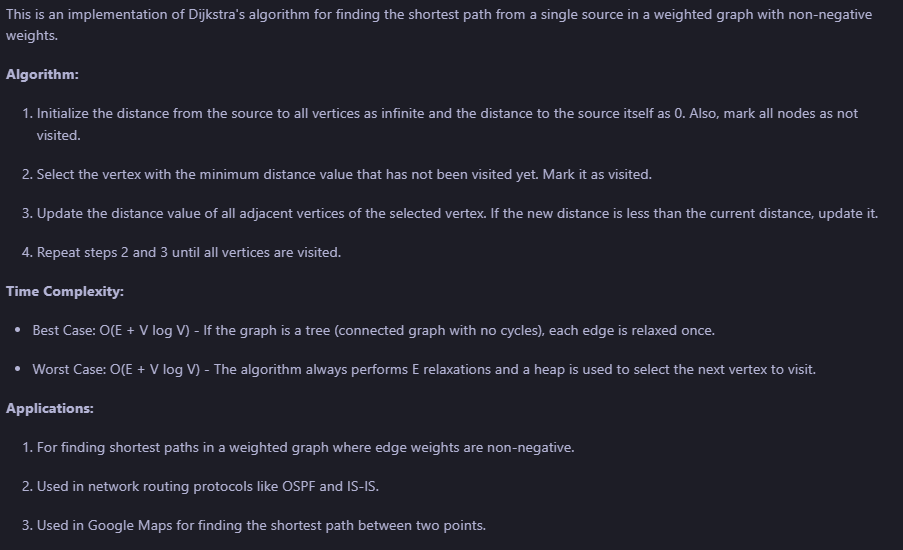 This is an implementation of Dijkstra's algorithm for finding the shortest path from a single source in a weighted graph with non-negative
weights.
Algorithm:
1. Initialize the distance from the source to all vertices as infinite and the distance to the source itself as 0. Also, mark all nodes as not
visited.
2. Select the vertex with the minimum distance value that has not been visited yet. Mark it as visited.
3. Update the distance value of all adjacent vertices of the selected vertex. If the new distance is less than the current distance, update it.
4. Repeat steps 2 and 3 until all vertices are visited.
Time Complexity:
• Best Case: O(E + V log V) - If the graph is a tree (connected graph with no cycles), each edge is relaxed once.
• Worst Case: O(E + V log V) - The algorithm always performs E relaxations and a heap is used to select the next vertex to visit.
Applications:
1. For finding shortest paths in a weighted graph where edge weights are non-negative.
2. Used in network routing protocols like OSPF and IS-IS.
3. Used in Google Maps for finding the shortest path between two points.